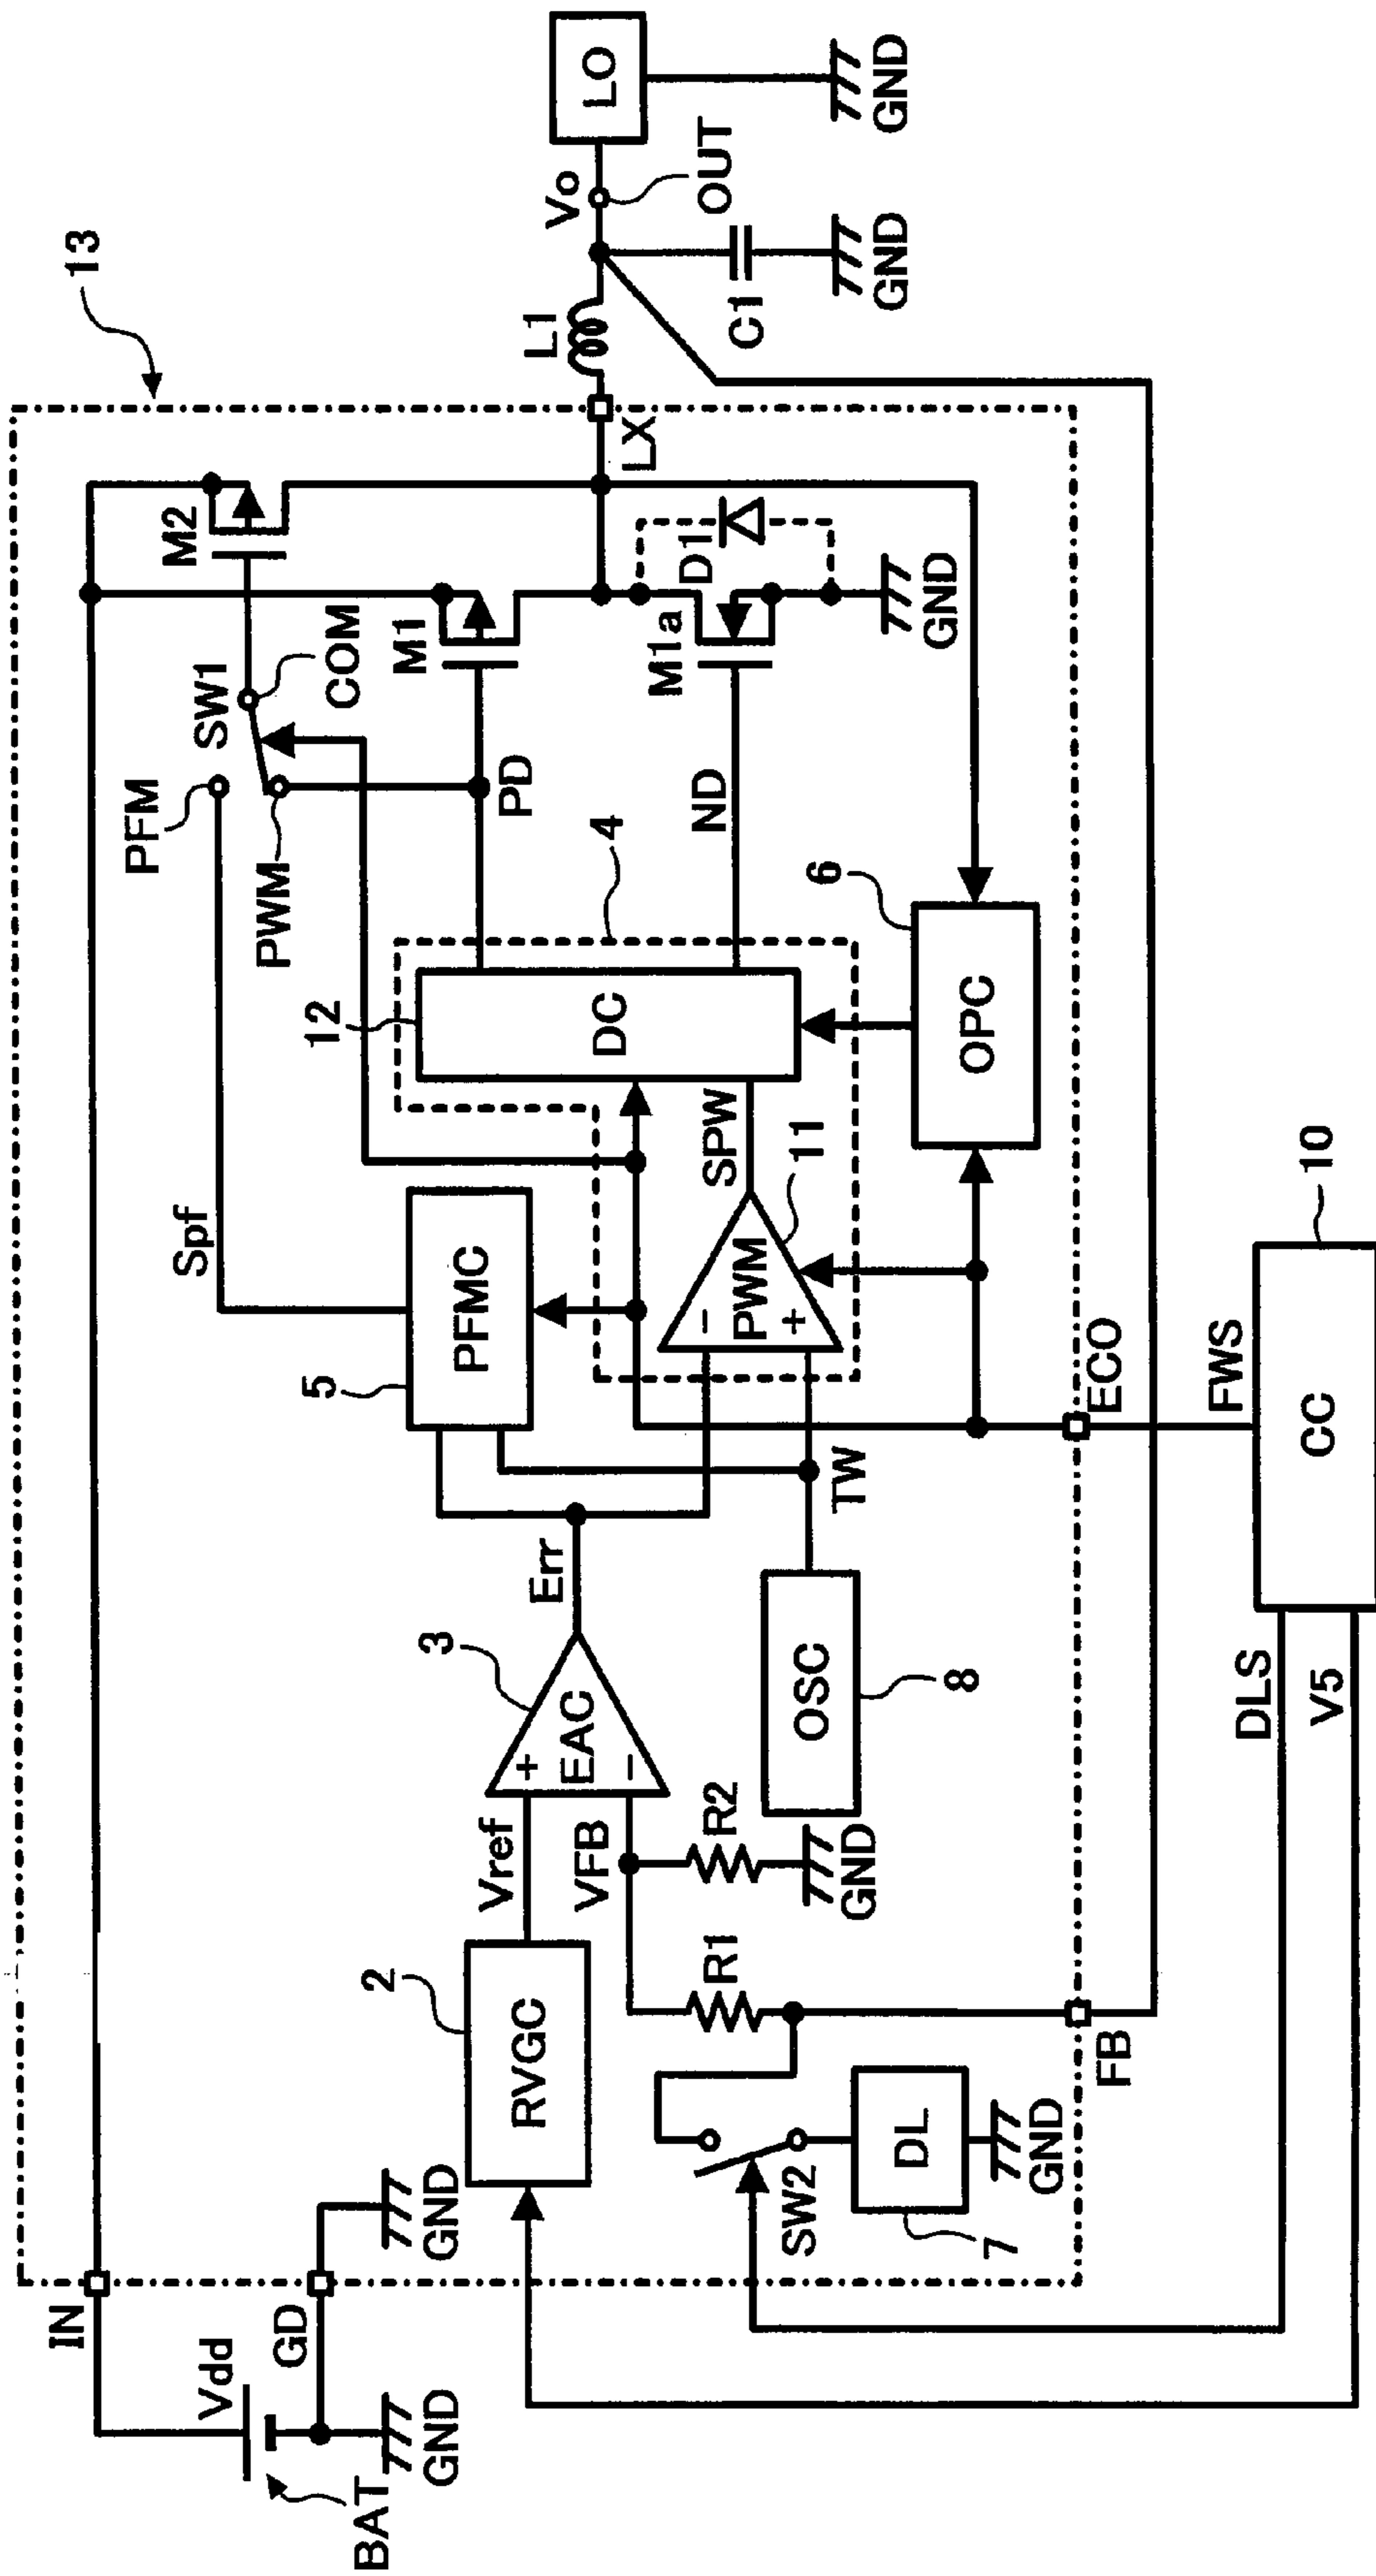 13
IN
Vdd
BAT
GD
GND
GND
2
RVGC
Vref
VFB
3
+
EAC
−
Err
R1
R2
GND
SW2
7
DL
GND
FB
OSC
8
TW
5
PFMC
Spf
−
PWM
+
11
SPW
12
DC
4
PFM
PWM
SW1
COM
M2
M1
PD
ND
M1a
D1
GND
LX
6
OPC
ECO
FWS
10
CC
DLS
V5
L1
C1
GND
Vo
OUT
LO
GND